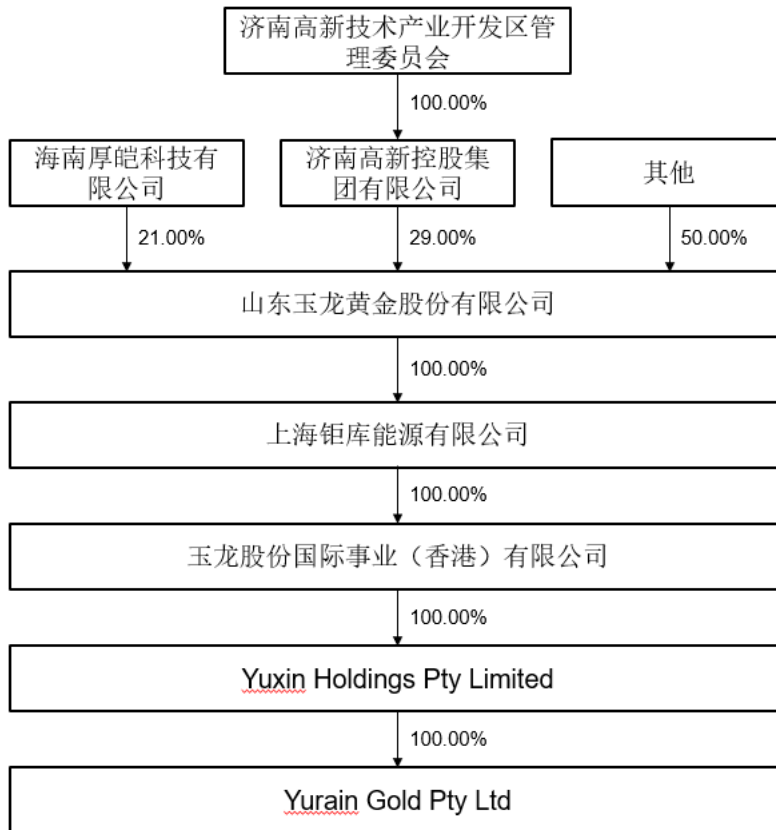 济南高新技术产业开发区管
理委员会
100.00%
海南厚皑科技有
限公司
济南高新控股集
团有限公司
其他
21.00%
29.00%
50.00%
山东玉龙黄金股份有限公司
100.00%
上海钜库能源有限公司
100.00%
玉龙股份国际事业（香港）有限公司
100.00%
Yuxin Holdings Pty Limited
100.00%
Yurain Gold Pty Ltd